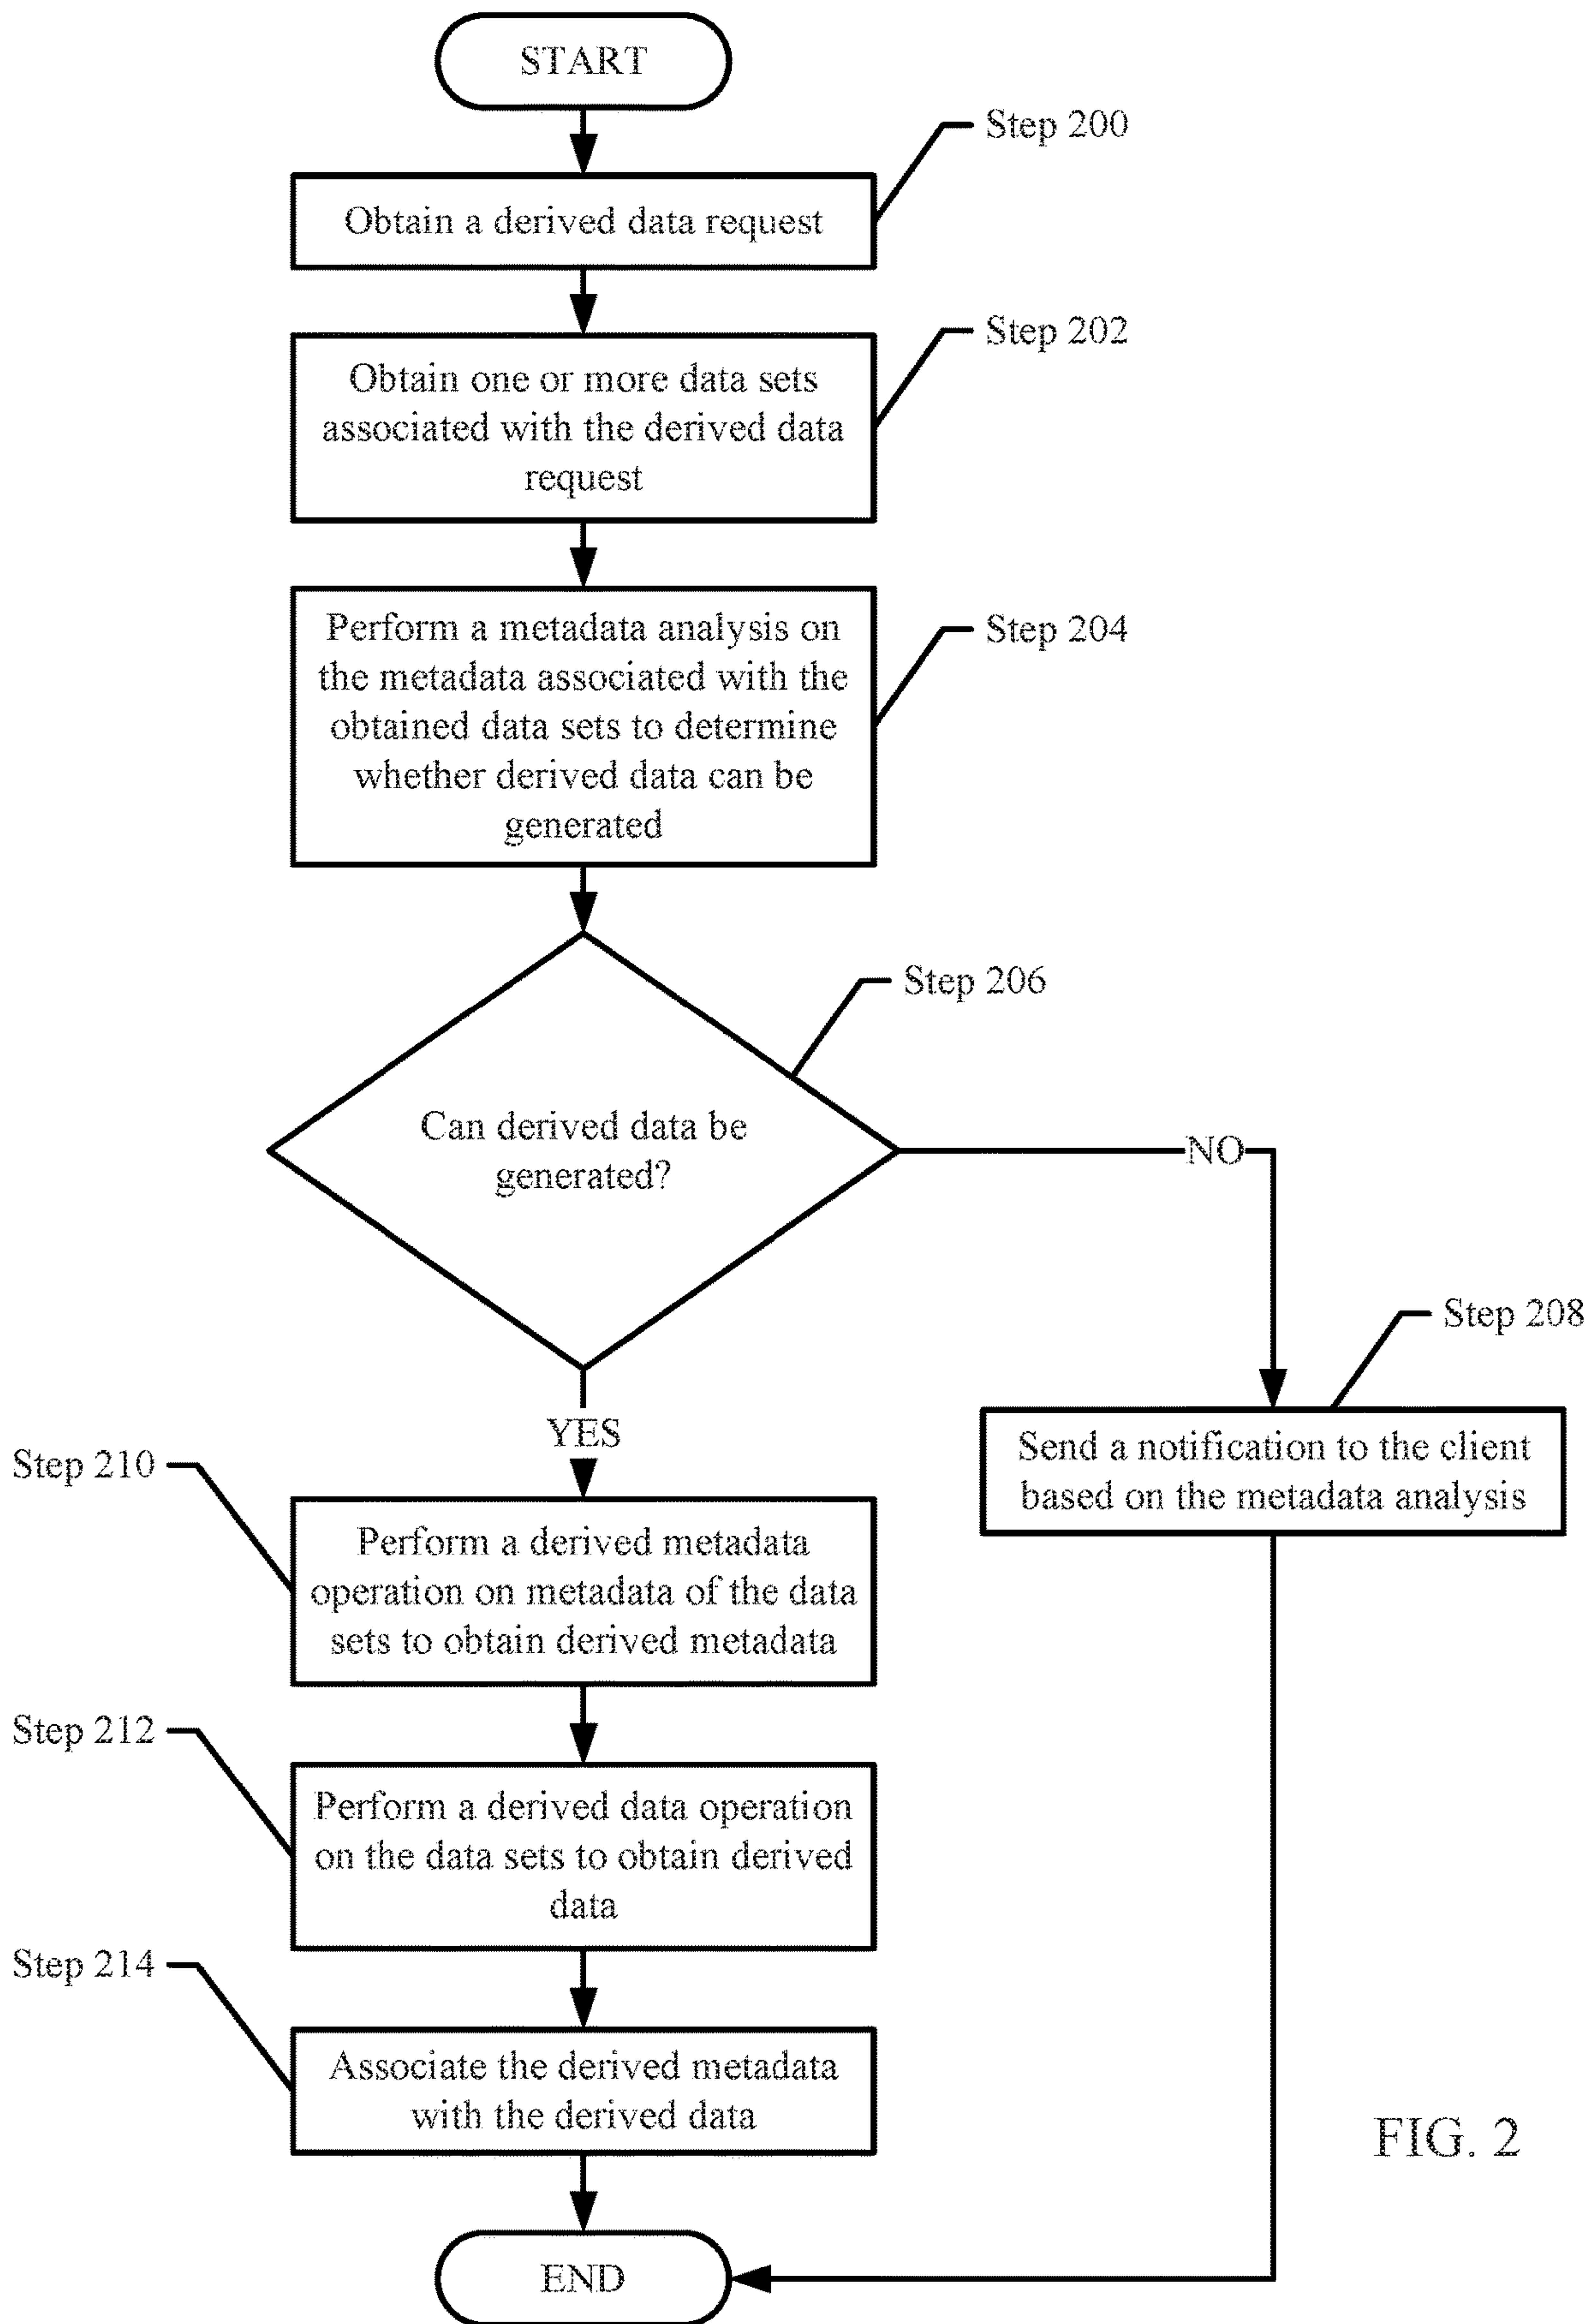 START
Step 200
Obtain a derived data request
Step 202
Obtain one or more data sets
associated with the derived data
request
Step 204
Perform a metadata analysis on
the metadata associated with the
obtained data sets to determine
whether derived data can be
generated
Step 206
Can derived data be
generated?
NO
Step 208
Send a notification to the client
based on the metadata analysis
YES
Step 210
Perform a derived metadata
operation on metadata of the data
sets to obtain derived metadata
Step 212
Perform a derived data operation
on the data sets to obtain derived
data
Step 214
Associate the derived metadata
with the derived data
FIG. 2
END